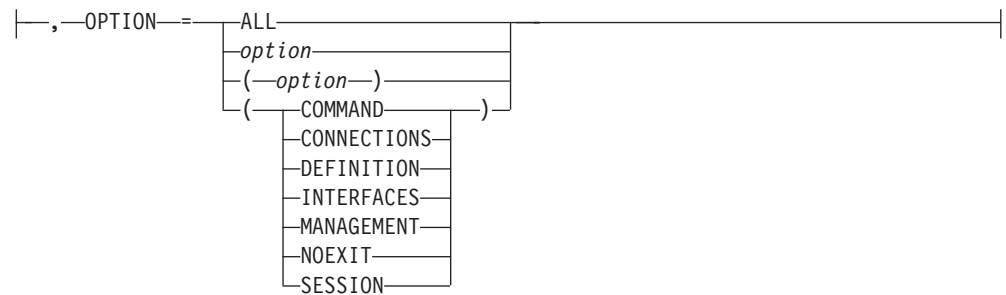 , OPTION = ALL
option
( option )
( COMMAND )
CONNECTIONS
DEFINITION
INTERFACES
MANAGEMENT
NOEXIT
SESSION